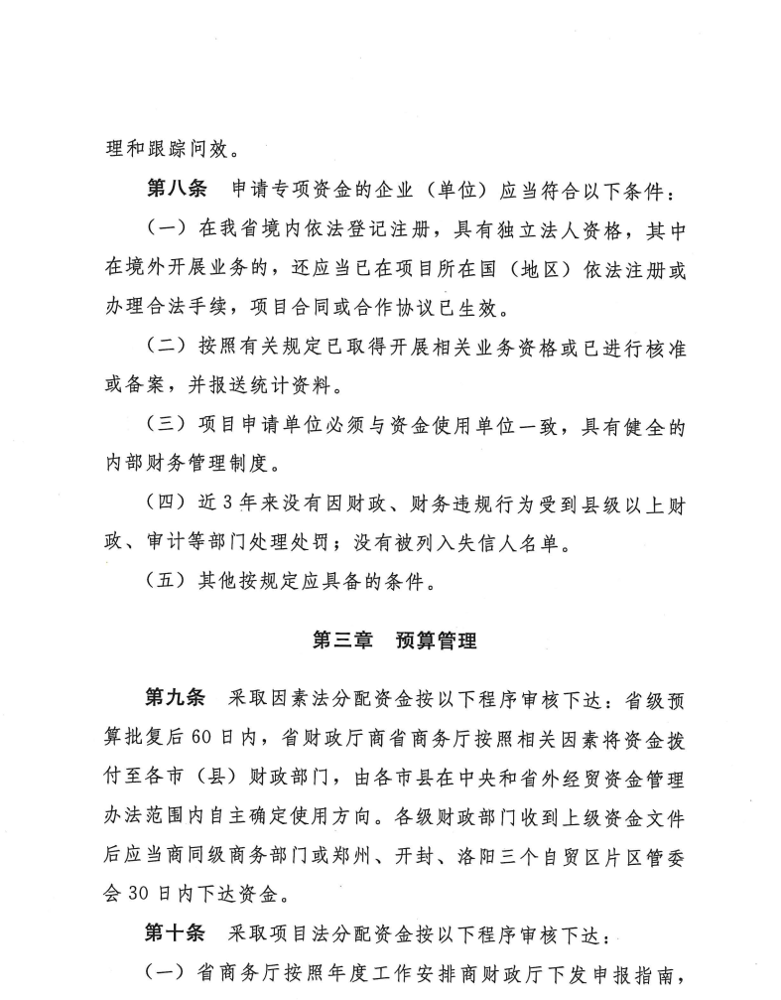 理和跟踪问效。
第八条　申请专项资金的企业（单位）应当符合以下条件：
（一）在我省境内依法登记注册，具有独立法人资格，其中
在境外开展业务的，还应当已在项目所在国（地区）依法注册或
办理合法手续，项目合同或合作协议已生效。
（二）按照有关规定已取得开展相关业务资格或已进行核准
或备案，并报送统计资料。
（三）项目申请单位必须与资金使用单位一致，具有健全的
内部财务管理制度。
（四）近3年来没有因财政、财务违规行为受到县级以上财
政、审计等部门处理处罚；没有被列入失信人名单。
（五）其他按规定应具备的条件。
第三章　预算管理
第九条　采取因素法分配资金按以下程序审核下达：省级预
算批复后60日内，省财政厅商省商务厅按照相关因素将资金拨
付至各市（县）财政部门，由各市县在中央和省外经贸资金管理
办法范围内自主确定使用方向。各级财政部门收到上级资金文件
后应当商同级商务部门或郑州、开封、洛阳三个自贸区片区管委
会30日内下达资金。
第十条　采取项目法分配资金按以下程序审核下达：
（一）省商务厅按照年度工作安排商财政厅下发申报指南，